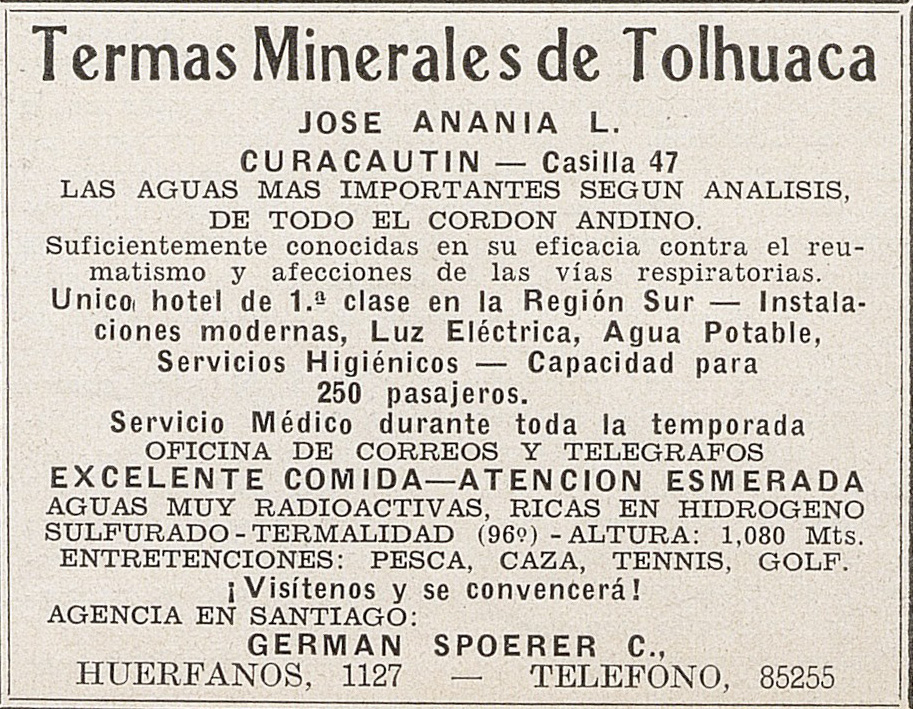 Termas Minerales de Tolhuaca
JOSE ANANIA L.
CURACAUTIN — Casilla 47
LAS AGUAS MAS IMPORTANTES SEGUN ANALISIS,
DE TODO EL CORDON ANDINO.
Suficientemente conocidas en su eficacia contra el reu-
matismo y afecciones de las vías respiratorias.
Unico hotel de 1.ª clase en la Región Sur — Instala-
ciones modernas, Luz Eléctrica, Agua Potable,
Servicios Higiénicos — Capacidad para
250 pasajeros.
Servicio Médico durante toda la temporada
OFICINA DE CORREOS Y TELEGRAFOS
EXCELENTE COMIDA—ATENCION ESMERADA
AGUAS MUY RADIOACTIVAS, RICAS EN HIDROGENO
SULFURADO-TERMALIDAD (96º) - ALTURA: 1,080 Mts.
ENTRETENCIONES: PESCA, CAZA, TENNIS, GOLF.
¡Visítenos y se convencerá!
AGENCIA EN SANTIAGO:
GERMAN SPOERER C.,
HUERFANOS, 1127 — TELEFONO, 85255